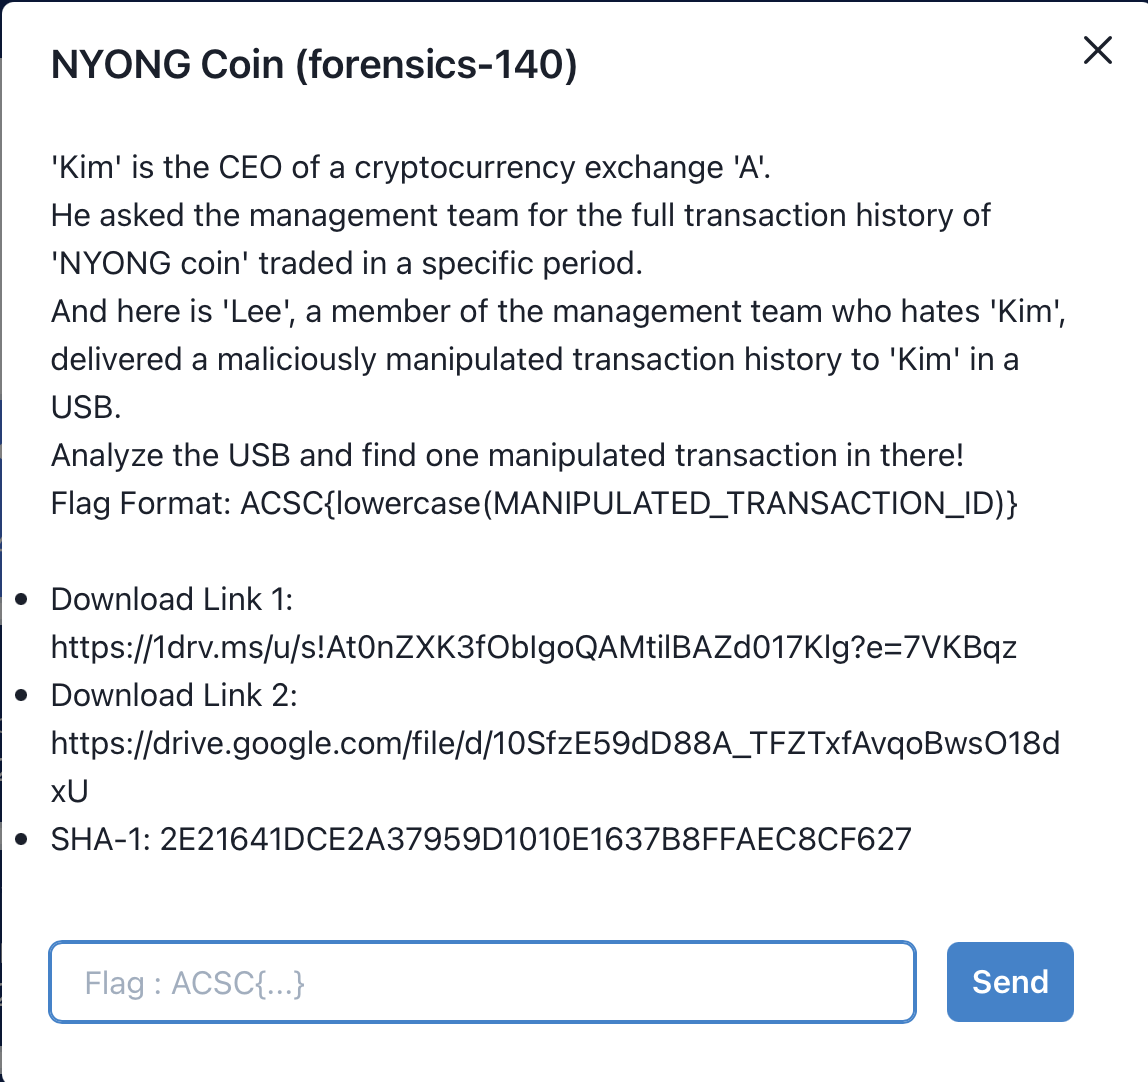 NYONG Coin (forensics-140)
'Kim' is the CEO of a cryptocurrency exchange 'A'.
He asked the management team for the full transaction history of
'NYONG coin' traded in a specific period.
And here is 'Lee', a member of the management team who hates 'Kim',
delivered a maliciously manipulated transaction history to 'Kim' in a
USB.
Analyze the USB and find one manipulated transaction in there!
Flag Format: ACSC{lowercase(MANIPULATED_TRANSACTION_ID)}
• Download Link 1:
https://1drv.ms/u/s!At0nZXK3fObIgoQAMtilBAZd017Klg?e=7VKBqz
• Download Link 2:
https://drive.google.com/file/d/10SfzE59dD88A_TFZTxfAvqoBwsO18d
xU
• SHA-1: 2E21641DCE2A37959D1010E1637B8FFAEC8CF627
Flag : ACSC{...}
Send